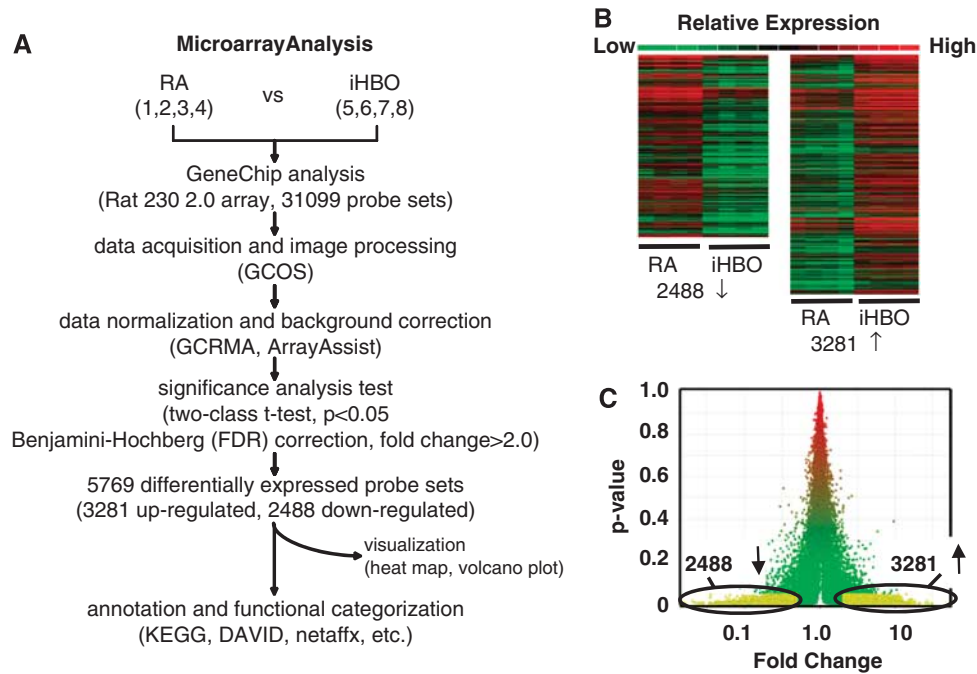 A
MicroarrayAnalysis
RA
(1,2,3,4)
vs
iHBO
(5,6,7,8)
GeneChip analysis
(Rat 230 2.0 array, 31099 probe sets)
data acquisition and image processing
(GCOS)
data normalization and background correction
(GCRMA, ArrayAssist)
significance analysis test
(two-class t-test, p<0.05
Benjamini-Hochberg (FDR) correction, fold change>2.0)
5769 differentially expressed probe sets
(3281 up-regulated, 2488 down-regulated)
visualization
(heat map, volcano plot)
annotation and functional categorization
(KEGG, DAVID, netaffx, etc.)
B
Relative Expression
Low High
RA iHBO
2488 ↓
RA iHBO
3281 ↑
C
p-value
1.0
0.8
0.6
0.4
0.2
0
2488 ↓
3281 ↑
0.1 1.0 10
Fold Change